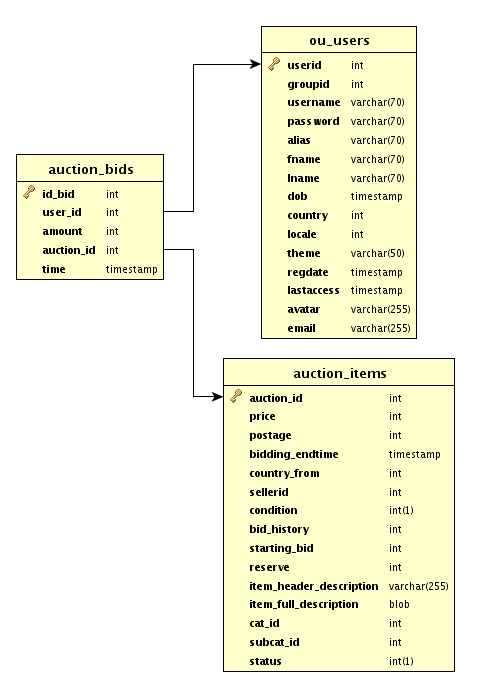 ou_users
userid int
groupid int
username varchar(70)
password varchar(70)
alias varchar(70)
fname varchar(70)
lname varchar(70)
dob timestamp
country int
locale int
theme varchar(50)
regdate timestamp
lastaccess timestamp
avatar varchar(255)
email varchar(255)
auction_bids
id_bid int
user_id int
amount int
auction_id int
time timestamp
auction_items
auction_id int
price int
postage int
bidding_endtime timestamp
country_from int
sellerid int
condition int(1)
bid_history int
starting_bid int
reserve int
item_header_description varchar(255)
item_full_description blob
cat_id int
subcat_id int
status int(1)